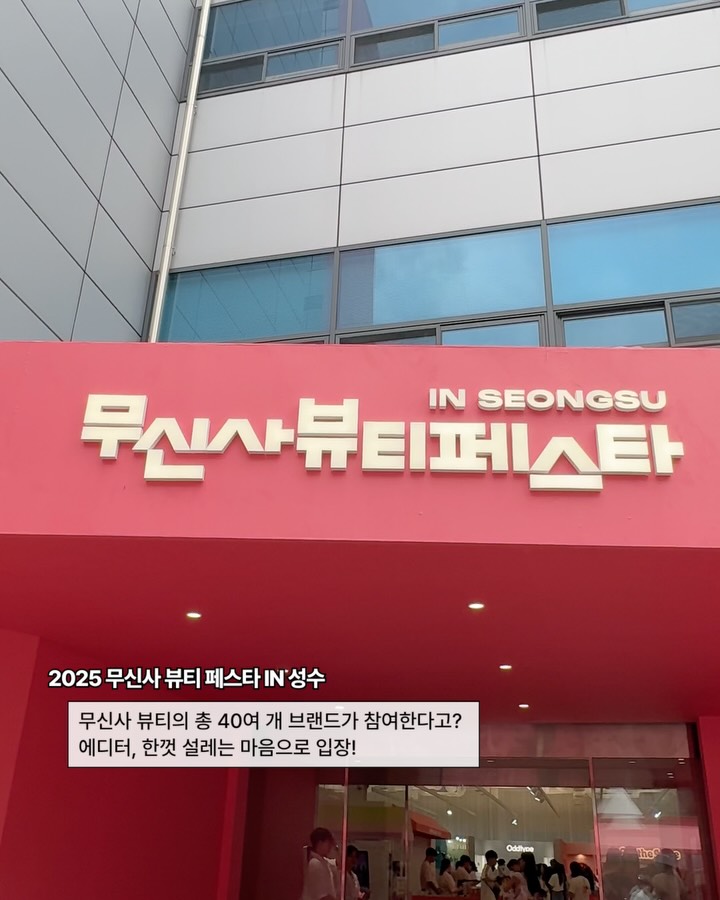 IN SEONGSU
무신사뷰티페스타
2025 무신사 뷰티 페스타 IN 성수
무신사 뷰티의 총 40여 개 브랜드가 참여한다고?
에디터, 한껏 설레는 마음으로 입장!
Oddtype